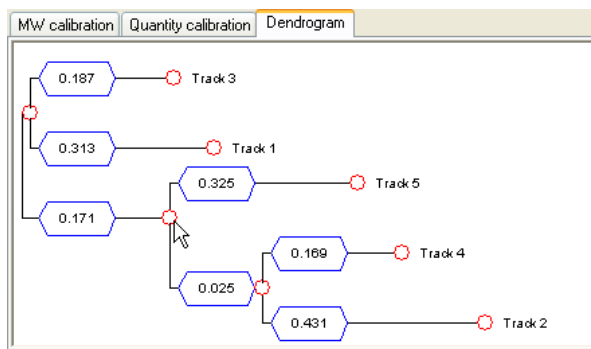 MW calibration Quantity calibration Dendrogram
0.187 Track 3
0.313 Track 1
0.325 Track 5
0.171
0.169 Track 4
0.025
0.431 Track 2